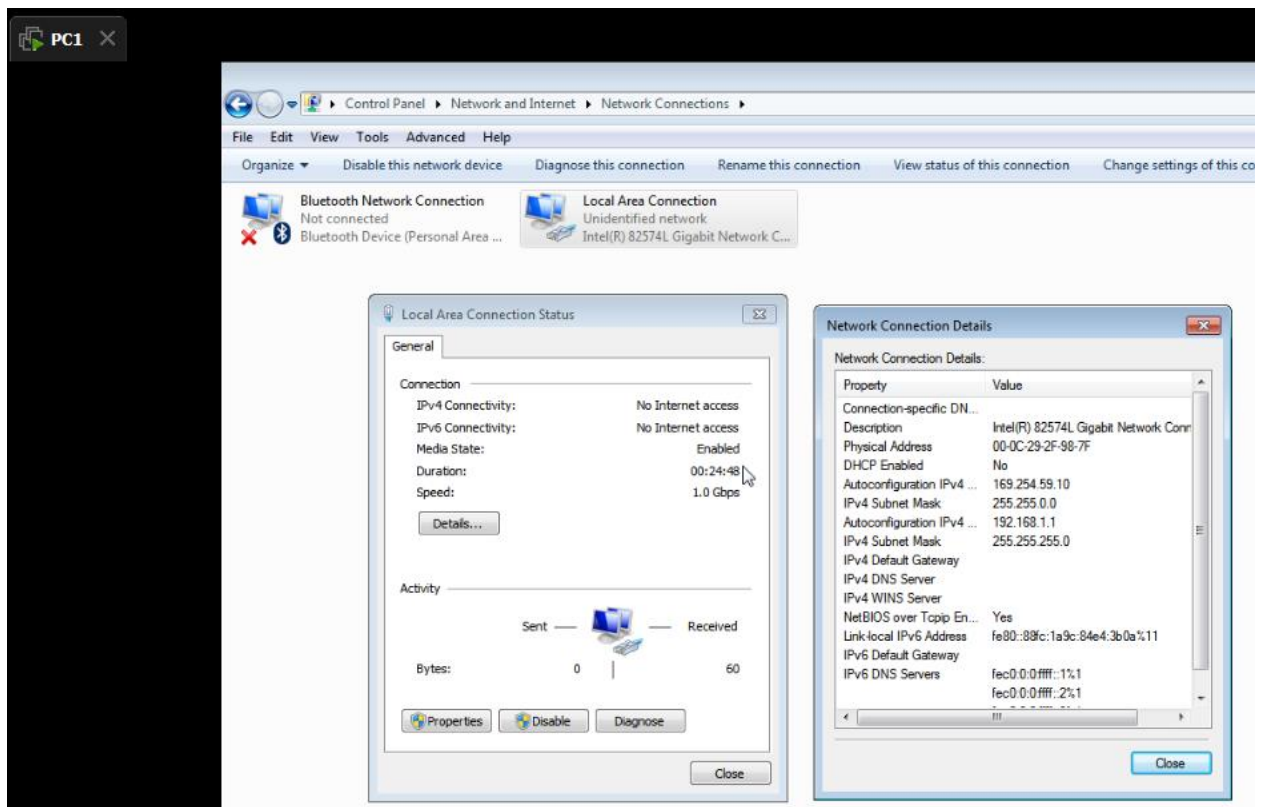 PC1
Control Panel Network and Internet Network Connections
File Edit View Tools Advanced Help
Organize Disable this network device Diagnose this connection Rename this connection View status of this connection Change settings of this co
Bluetooth Network Connection
Not connected
Bluetooth Device (Personal Area ...
Local Area Connection
Unidentified network
Intel(R) 82574L Gigabit Network C...
Local Area Connection Status
General
Connection
IPv4 Connectivity: No Internet access
IPv6 Connectivity: No Internet access
Media State: Enabled
Duration: 00:24:48
Speed: 1.0 Gbps
Details...
Activity
Sent Received
Bytes: 0 60
Properties Disable Diagnose
Close
Network Connection Details
Network Connection Details:
Property Value
Connection-specific DN...
Description Intel(R) 82574L Gigabit Network Conn
Physical Address 00-0C-29-2F-98-7F
DHCP Enabled No
Autoconfiguration IPv4 ... 169.254.59.10
IPv4 Subnet Mask 255.255.0.0
Autoconfiguration IPv4 ... 192.168.1.1
IPv4 Subnet Mask 255.255.255.0
IPv4 Default Gateway
IPv4 DNS Server
IPv4 WINS Server
NetBIOS over Tcpip En... Yes
Link-local IPv6 Address fe80::88fc:1a9c:84e4:3b0a%11
IPv6 Default Gateway
IPv6 DNS Servers fec0:0:0:ffff::1%1
fec0:0:0:ffff::2%1
Close